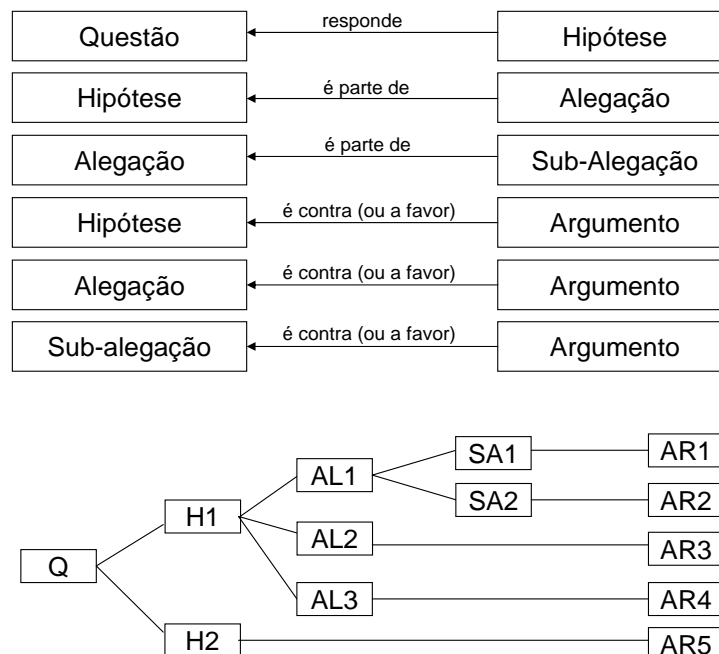 Questão responde Hipótese
Hipótese é parte de Alegação
Alegação é parte de Sub-Alegação
Hipótese é contra (ou a favor) Argumento
Alegação é contra (ou a favor) Argumento
Sub-alegação é contra (ou a favor) Argumento
SA1 AR1
AL1
SA2 AR2
H1
AL2 AR3
Q
AL3 AR4
H2 AR5